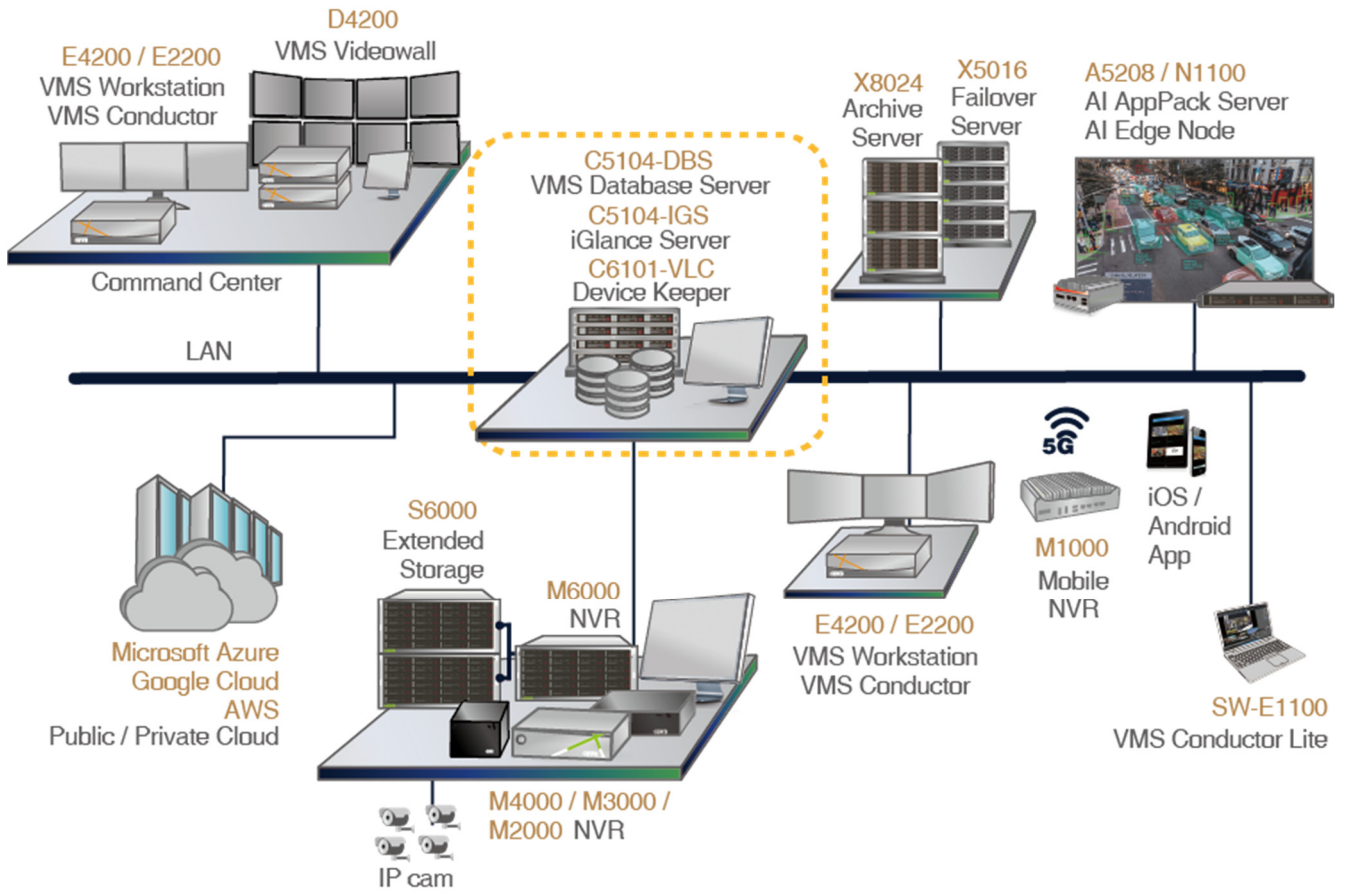 D4200
VMS Videowall
E4200 / E2200
VMS Workstation
VMS Conductor
Command Center
C5104-DBS
VMS Database Server
C5104-IGS
iGlance Server
C6101-VLC
Device Keeper
X8024
Archive
Server
X5016
Failover
Server
A5208 / N1100
AI AppPack Server
AI Edge Node
LAN
Microsoft Azure
Google Cloud
AWS
Public / Private Cloud
S6000
Extended
Storage
M6000
NVR
M4000 / M3000 /
M2000 NVR
IP cam
E4200 / E2200
VMS Workstation
VMS Conductor
5G
M1000
Mobile
NVR
iOS /
Android
App
SW-E1100
VMS Conductor Lite